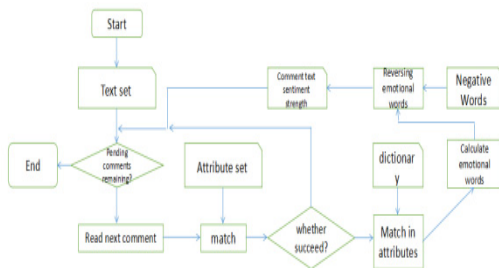 Start
Text set
Comment text
sentiment
strength
Reversing
emotional
words
Negative
Words
End
Pending
comments
remaining?
Attribute set
dictionar
y
Calculate
emotional
words
Read next comment
match
whether
succeed?
Match in
attributes